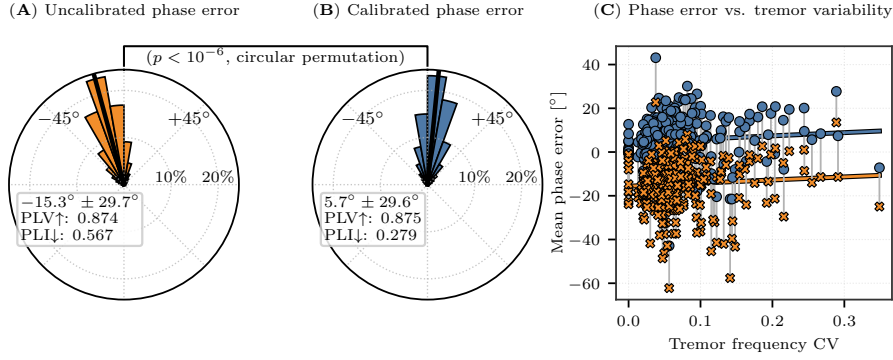 (A) Uncalibrated phase error
(B) Calibrated phase error
(C) Phase error vs. tremor variability
(p < 10⁻⁶, circular permutation)
−45°
+45°
10%
20%
−15.3° ± 29.7°
PLV↑: 0.874
PLI↓: 0.567
−45°
+45°
10%
20%
5.7° ± 29.6°
PLV↑: 0.875
PLI↓: 0.279
Mean phase error [°]
40
20
0
−20
−40
−60
0.0
0.1
0.2
0.3
Tremor frequency CV